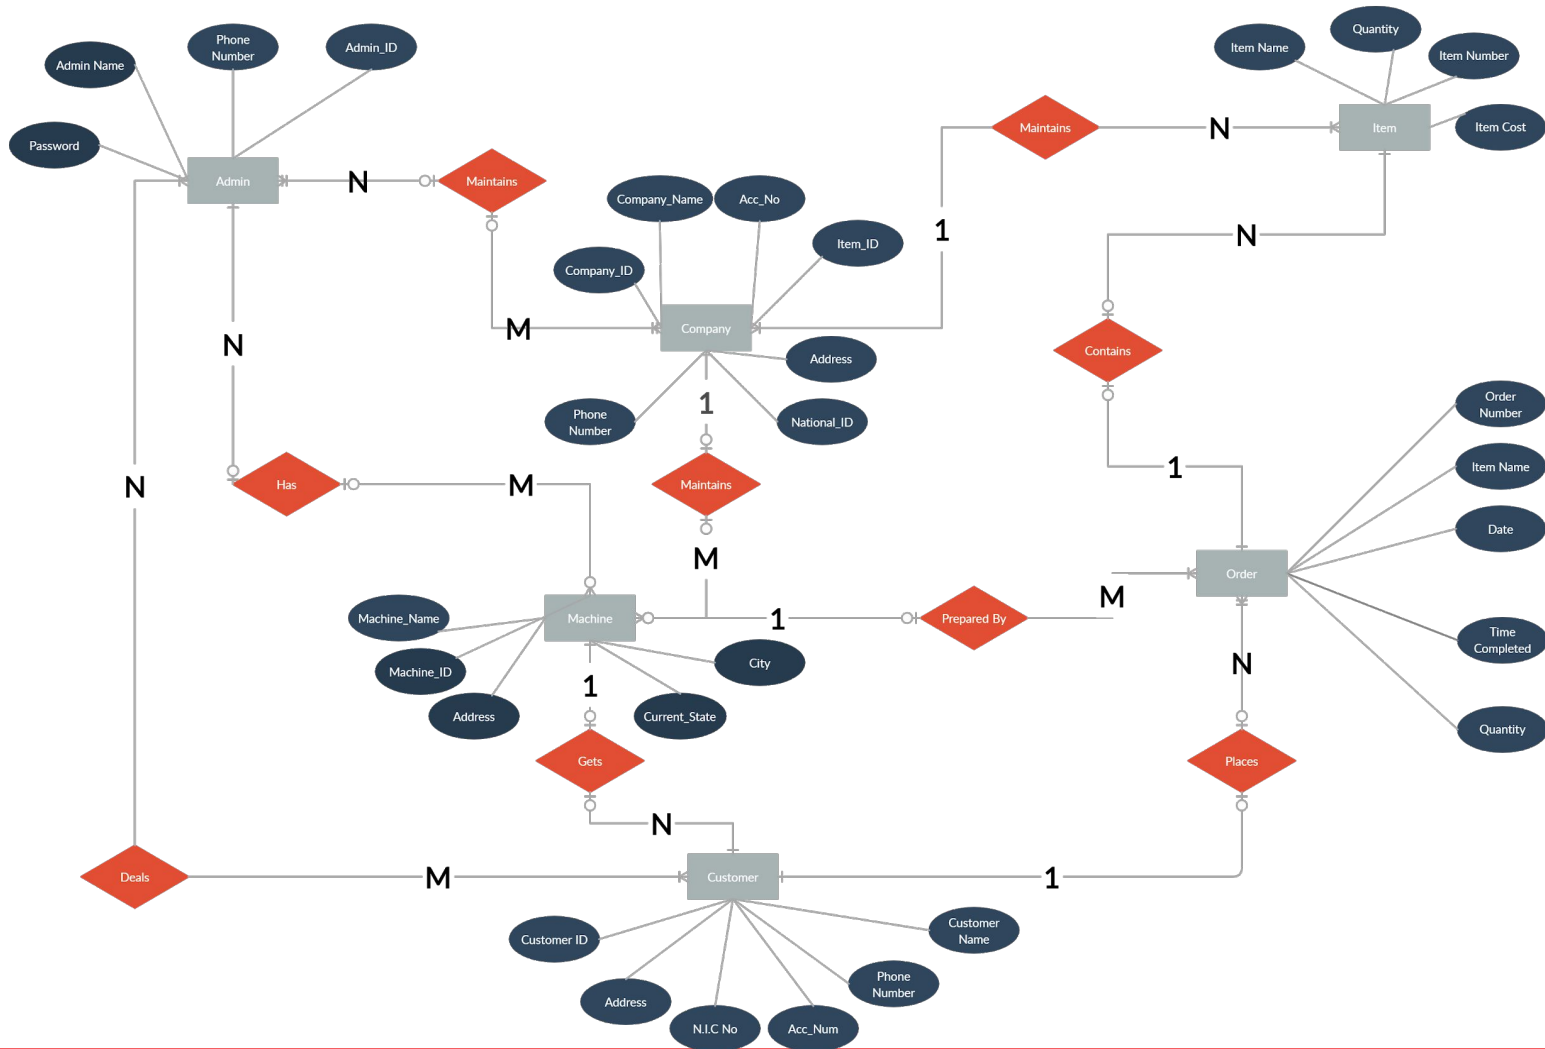 Phone
Number
Admin_ID
Admin Name
Password
Admin
N
Maintains
Item Name
Quantity
Item Number
Item Cost
Maintains
N
Item
Company_Name
Acc_No
Item_ID
Company_ID
1
N
M
Company
Address
Phone
Number
National_ID
1
N
Contains
Order
Number
Item Name
Date
Time
Completed
Quantity
N
Has
M
Maintains
1
M
Order
M
Machine
1
Prepared By
Machine_Name
Machine_ID
Address
City
Current_State
1
N
Gets
Places
N
Deals
M
Customer
1
Customer ID
Address
N.I.C No
Acc_Num
Phone
Number
Customer
Name